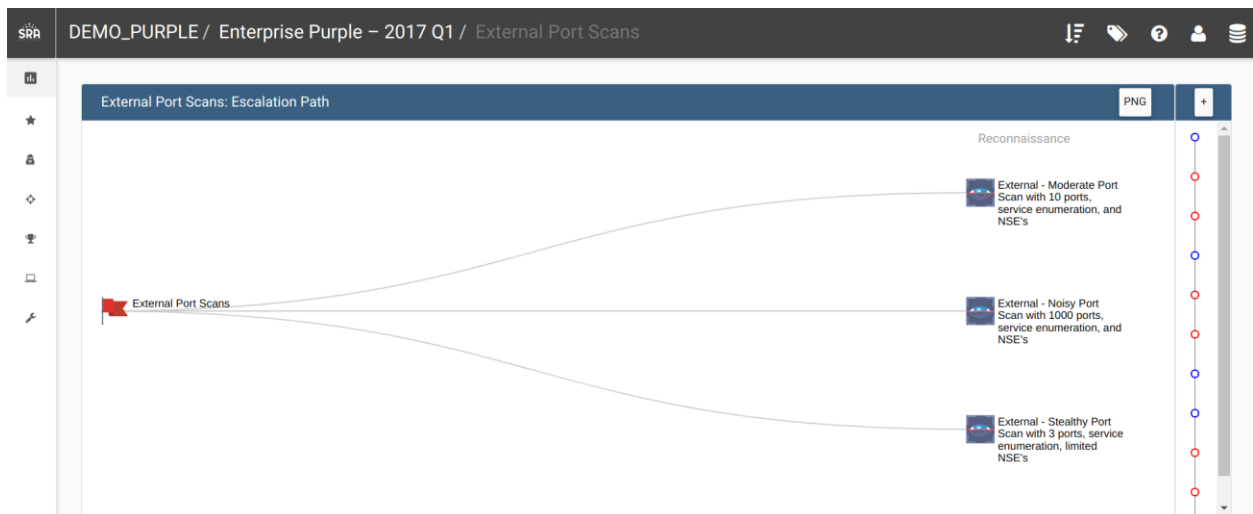 SRA
DEMO_PURPLE / Enterprise Purple – 2017 Q1 / External Port Scans
External Port Scans: Escalation Path
PNG
+
Reconnaissance
External - Moderate Port
Scan with 10 ports,
service enumeration, and
NSE's
External Port Scans
External - Noisy Port
Scan with 1000 ports,
service enumeration, and
NSE's
External - Stealthy Port
Scan with 3 ports, service
enumeration, limited
NSE's